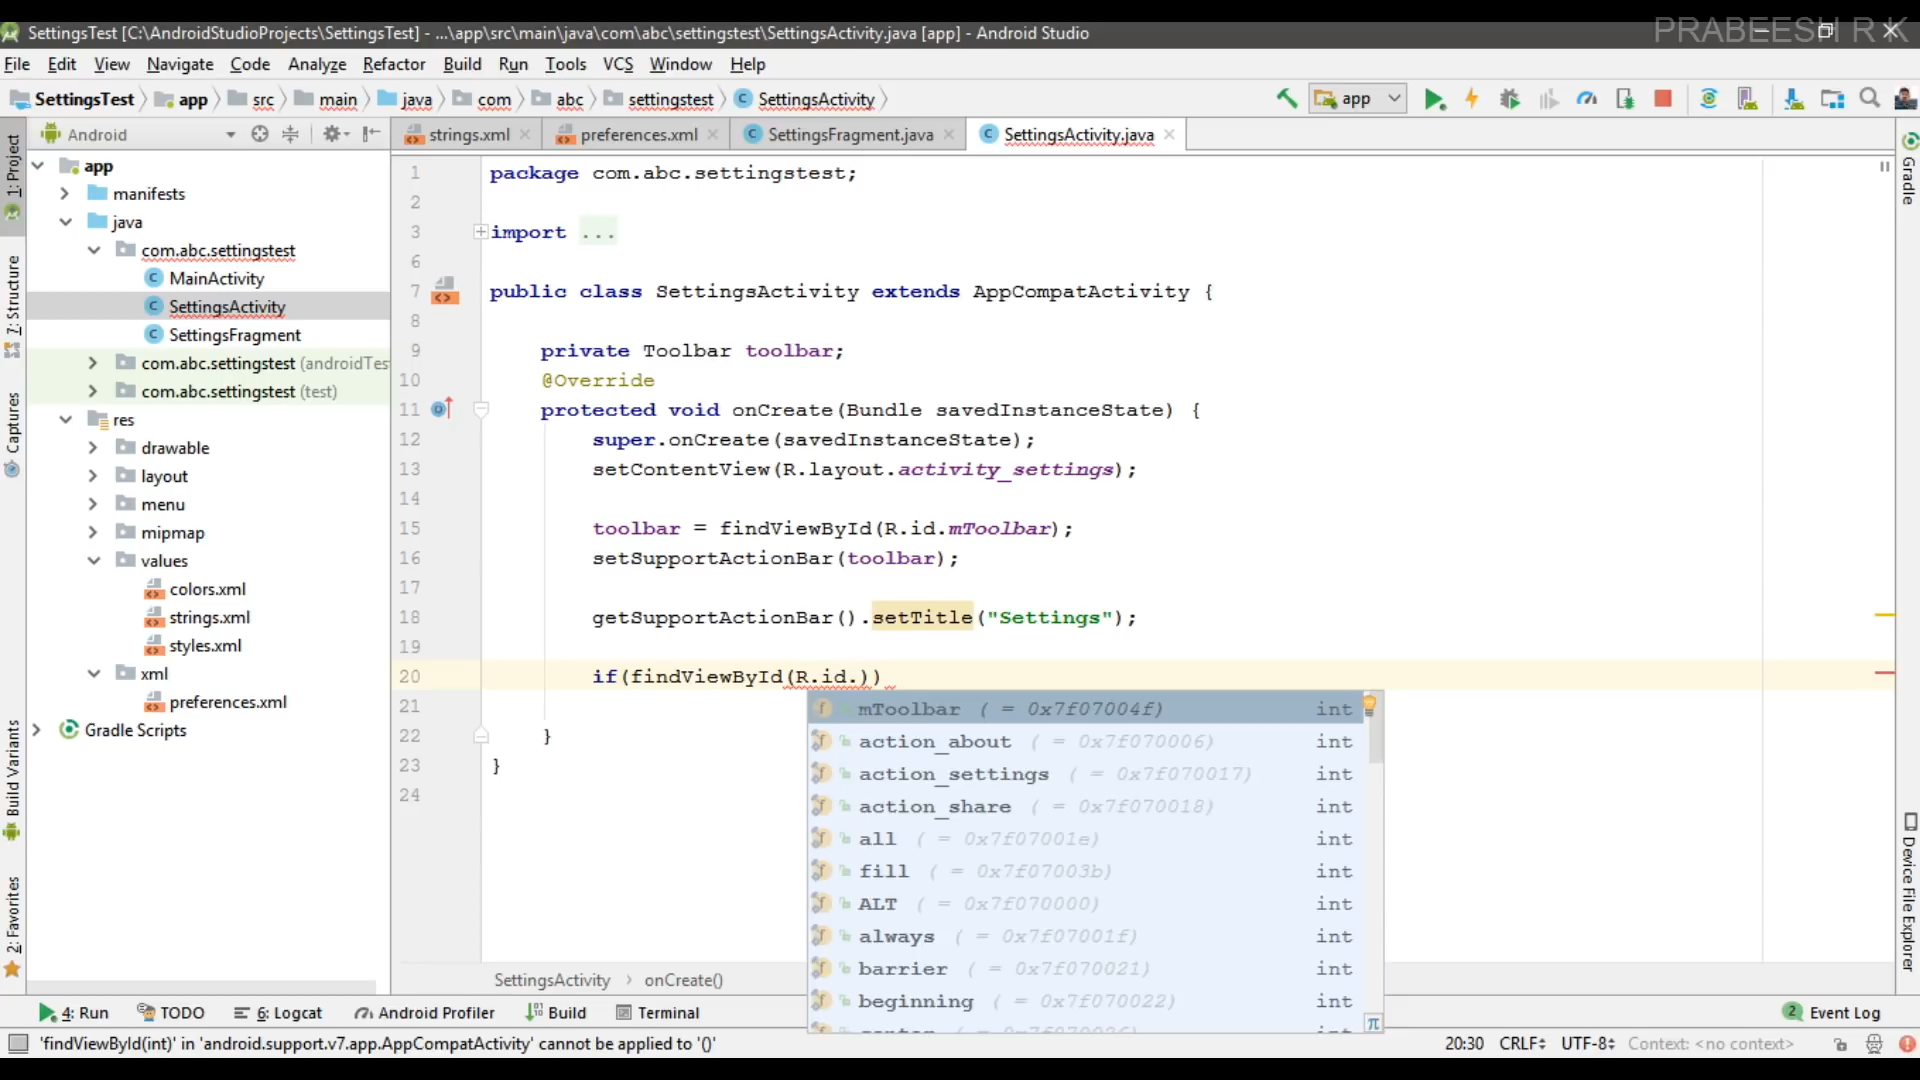 PRABEESH R K
SettingsTest [C:\AndroidStudioProjects\SettingsTest] - ...\app\src\main\java\com\abc\settingstest\SettingsActivity.java [app] - Android Studio
File Edit View Navigate Code Analyze Refactor Build Run Tools VCS Window Help
SettingsTest app src main java com abc settingstest SettingsActivity app
Android strings.xml preferences.xml SettingsFragment.java SettingsActivity.java
1: Project
7: Structure
Captures
Build Variants
2: Favorites
app
manifests
java
com.abc.settingstest
MainActivity
SettingsActivity
SettingsFragment
com.abc.settingstest (androidTes
com.abc.settingstest (test)
res
drawable
layout
menu
mipmap
values
colors.xml
strings.xml
styles.xml
xml
preferences.xml
Gradle Scripts
1 package com.abc.settingstest;
2
3 import ...
6
7 public class SettingsActivity extends AppCompatActivity {
8
9 private Toolbar toolbar;
10 @Override
11 protected void onCreate(Bundle savedInstanceState) {
12 super.onCreate(savedInstanceState);
13 setContentView(R.layout.activity_settings);
14
15 toolbar = findViewById(R.id.mToolbar);
16 setSupportActionBar(toolbar);
17
18 getSupportActionBar().setTitle("Settings");
19
20 if(findViewById(R.id.))
21
22 }
23 }
24
mToolbar ( = 0x7f07004f) int
action_about ( = 0x7f070006) int
action_settings ( = 0x7f070017) int
action_share ( = 0x7f070018) int
all ( = 0x7f07001e) int
fill ( = 0x7f07003b) int
ALT ( = 0x7f070000) int
always ( = 0x7f07001f) int
barrier ( = 0x7f070021) int
beginning ( = 0x7f070022) int
π
Gradle
Device File Explorer
SettingsActivity › onCreate()
4: Run TODO 6: Logcat Android Profiler Build Terminal 2 Event Log
'findViewById(int)' in 'android.support.v7.app.AppCompatActivity' cannot be applied to '()' 20:30 CRLF UTF-8 Context: <no context>